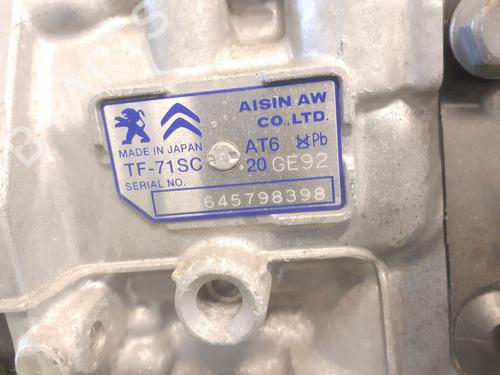 AISIN AW
CO.,LTD.
MADE IN JAPAN
AT6 Pb
TF-71SC
20 GE92
SERIAL NO.
645798398